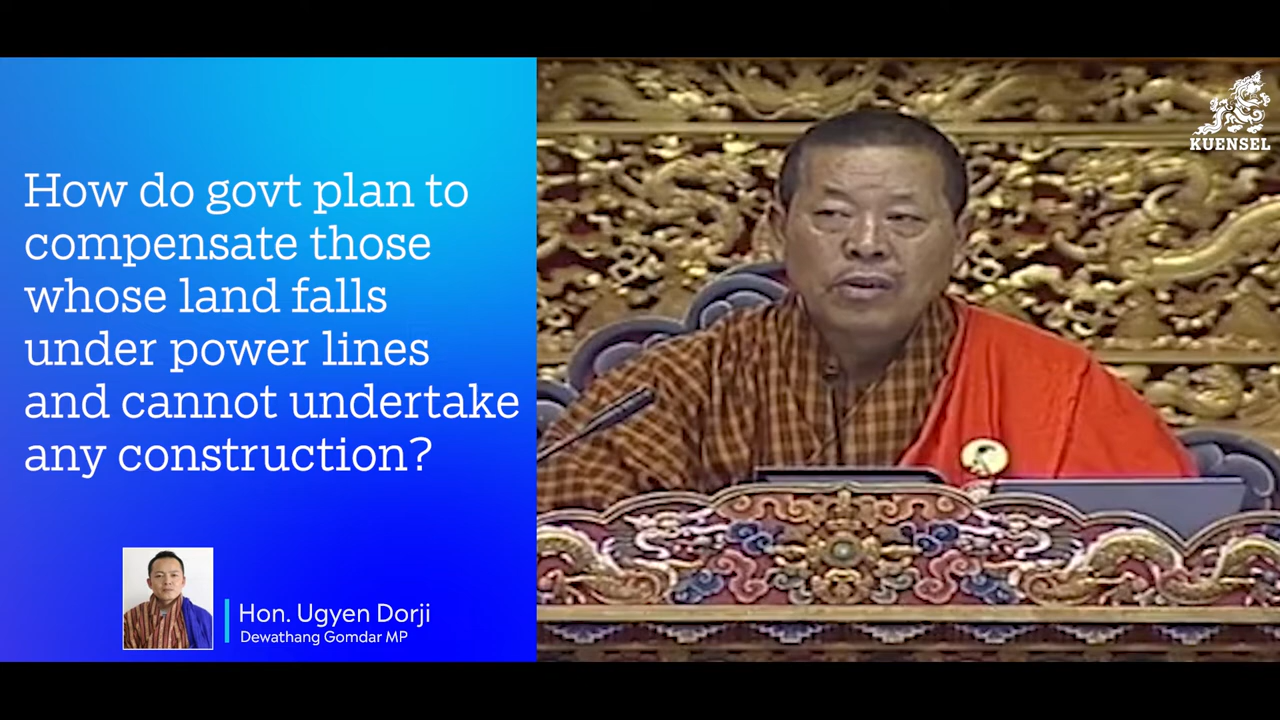 How do govt plan to
compensate those
whose land falls
under power lines
and cannot undertake
any construction?
Hon. Ugyen Dorji
Dewathang Gomdar MP
KUENSEL